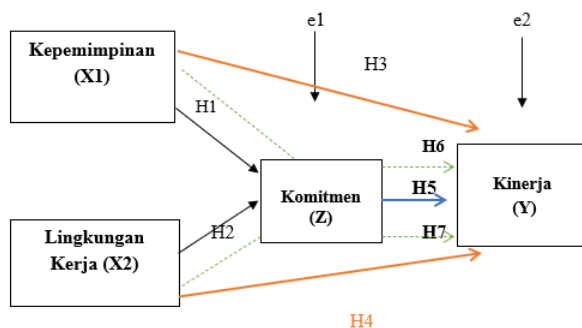 e1
e2
Kepemimpinan
(X1)
H3
H1
H6
Komitmen
(Z)
H5
Kinerja
(Y)
Lingkungan
Kerja (X2)
H2
H7
H4